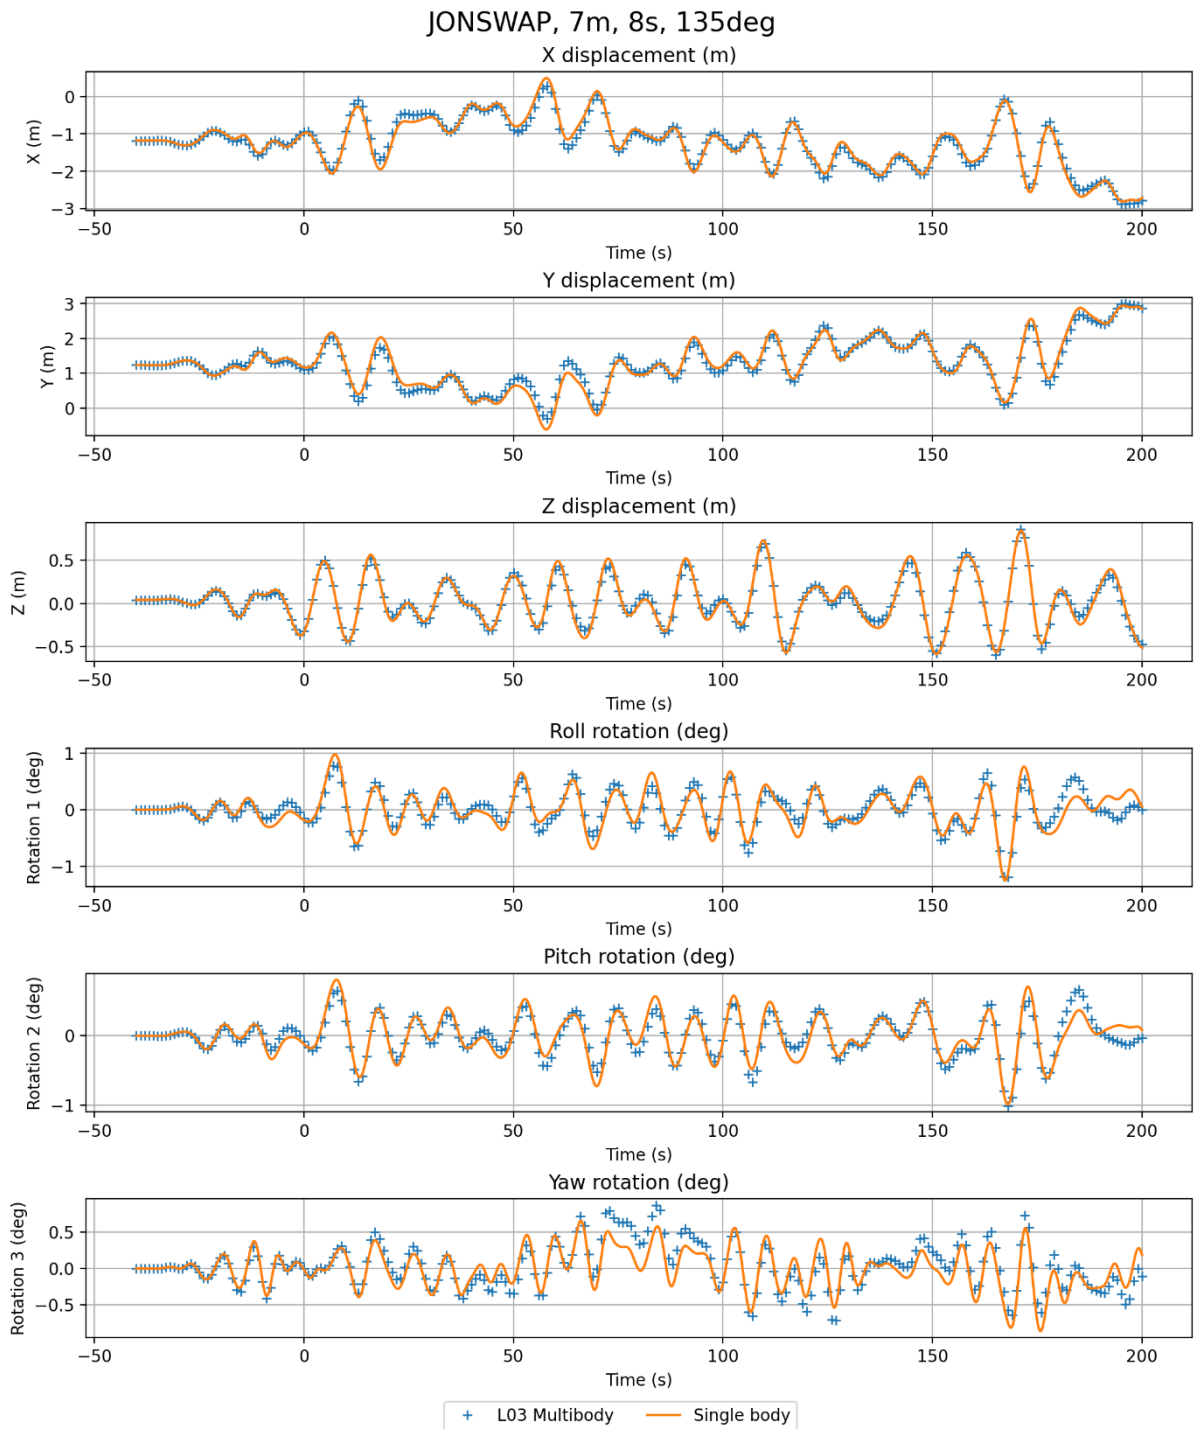 JONSWAP, 7m, 8s, 135deg
X displacement (m)
X (m)
0
−1
−2
−3
−50 0 50 100 150 200
Time (s)
Y displacement (m)
Y (m)
3
2
1
0
−50 0 50 100 150 200
Time (s)
Z displacement (m)
Z (m)
0.5
0.0
−0.5
−50 0 50 100 150 200
Time (s)
Roll rotation (deg)
Rotation 1 (deg)
1
0
−1
−50 0 50 100 150 200
Time (s)
Pitch rotation (deg)
Rotation 2 (deg)
0
−1
−50 0 50 100 150 200
Time (s)
Yaw rotation (deg)
Rotation 3 (deg)
0.5
0.0
−0.5
−50 0 50 100 150 200
Time (s)
L03 Multibody Single body